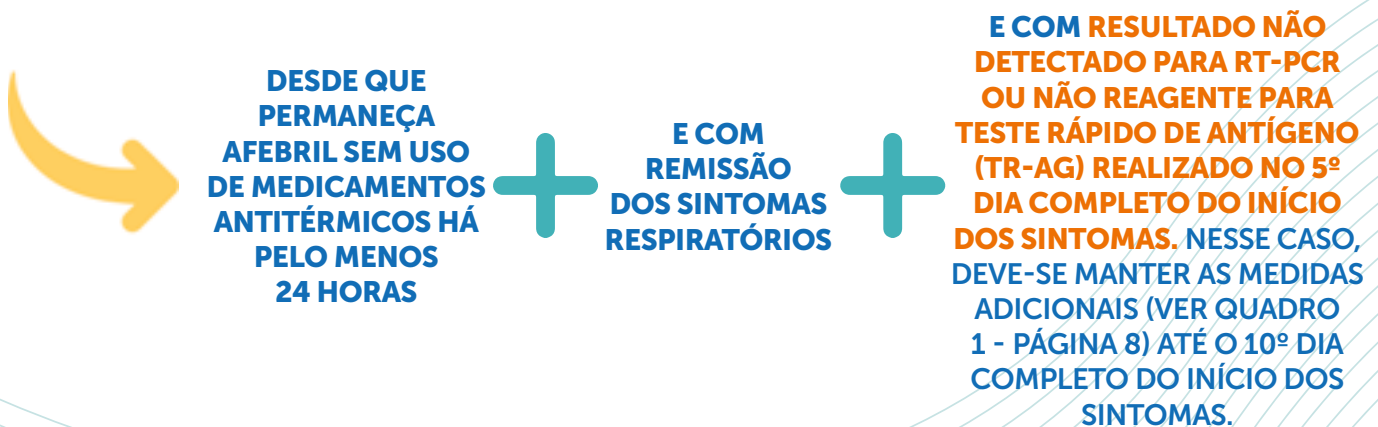 DESDE QUE
PERMANEÇA
AFEBRIL SEM USO
DE MEDICAMENTOS
ANTITÉRMICOS HÁ
PELO MENOS
24 HORAS
E COM
REMISSÃO
DOS SINTOMAS
RESPIRATÓRIOS
E COM RESULTADO NÃO
DETECTADO PARA RT-PCR
OU NÃO REAGENTE PARA
TESTE RÁPIDO DE ANTÍGENO
(TR-AG) REALIZADO NO 5º
DIA COMPLETO DO INÍCIO
DOS SINTOMAS. NESSE CASO,
DEVE-SE MANTER AS MEDIDAS
ADICIONAIS (VER QUADRO
1 - PÁGINA 8) ATÉ O 10º DIA
COMPLETO DO INÍCIO DOS
SINTOMAS.